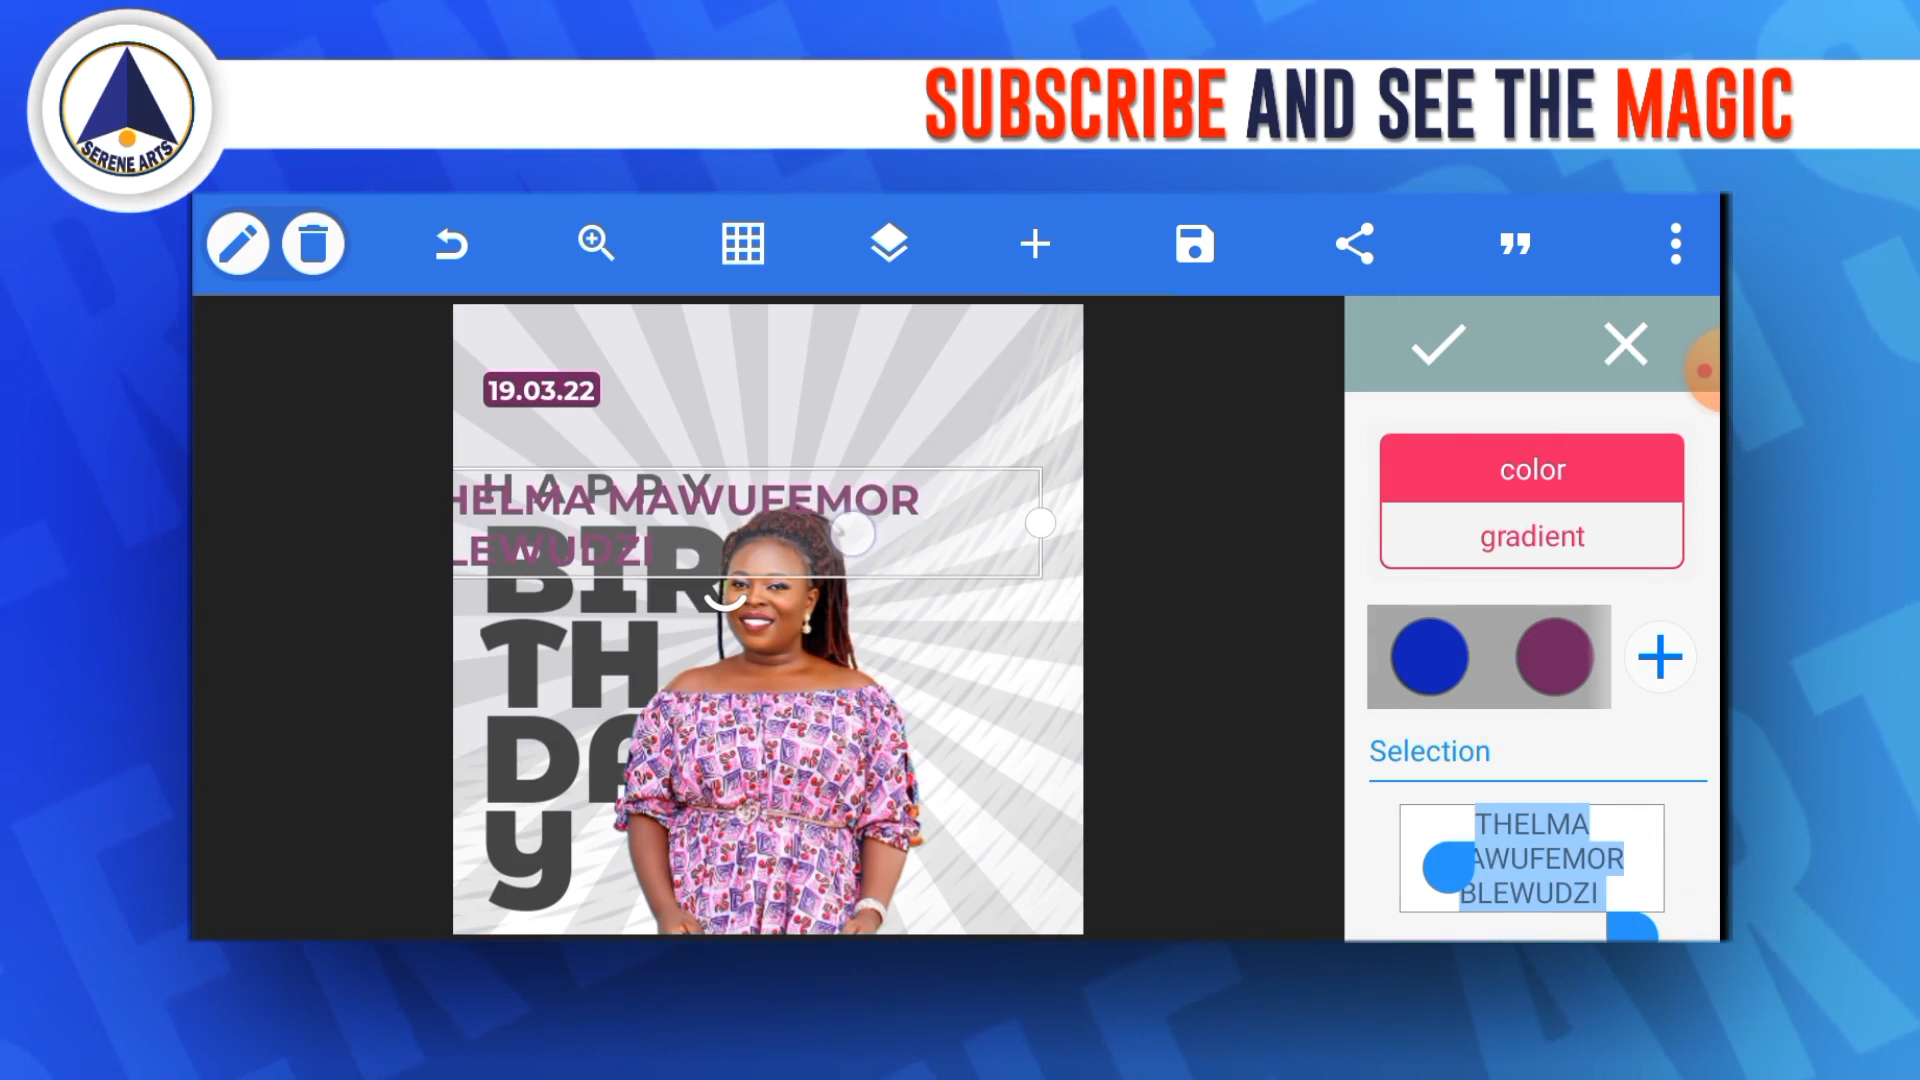 SUBSCRIBE AND SEE THE MAGIC
SERENE ARTS
19.03.22
HAPPY
HELMA MAWUFEMOR
LEWUDZI
BIR
TH
DA
y
color
gradient
Selection
THELMA
AWUFEMOR
BLEWUDZI